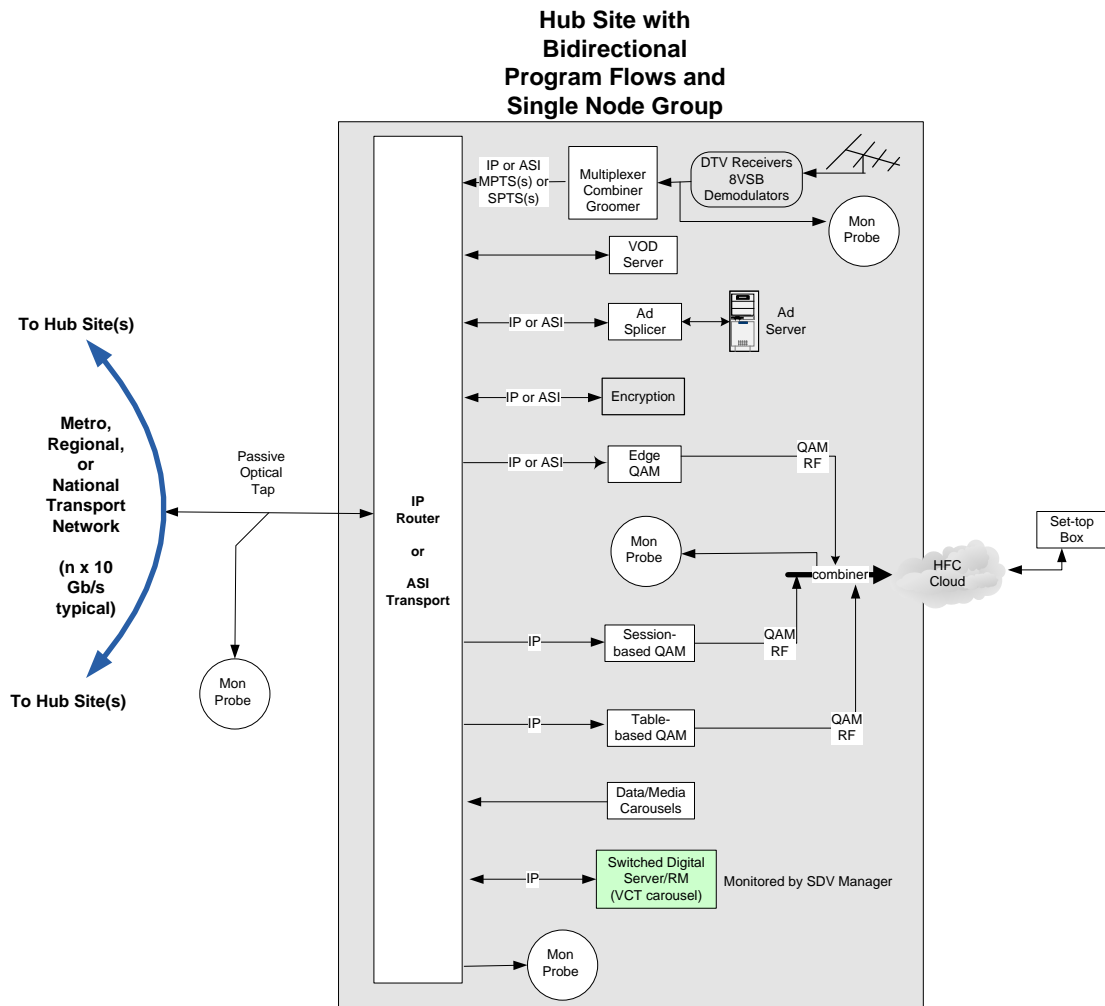 Hub Site with
Bidirectional
Program Flows and
Single Node Group
IP or ASI
MPTS(s) or
SPTS(s)
Multiplexer
Combiner
Groomer
DTV Receivers
8VSB
Demodulators
Mon
Probe
VOD
Server
To Hub Site(s)
IP or ASI
Ad
Splicer
Ad
Server
IP or ASI
Encryption
Metro,
Regional,
or
National
Transport
Network
(n x 10
Gb/s
typical)
Passive
Optical
Tap
IP or ASI
Edge
QAM
QAM
RF
IP
Router
or
ASI
Transport
Mon
Probe
combiner
HFC
Cloud
Set-top
Box
IP
Session-
based QAM
QAM
RF
To Hub Site(s)
Mon
Probe
IP
Table-
based QAM
QAM
RF
Data/Media
Carousels
IP
Switched Digital
Server/RM
(VCT carousel)
Monitored by SDV Manager
Mon
Probe